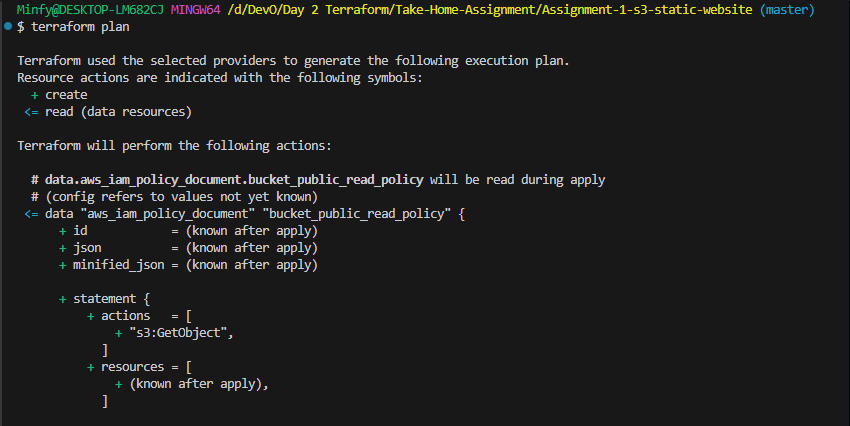 Minfy@DESKTOP-LM682CJ MINGW64 /d/DevO/Day 2 Terraform/Take-Home-Assignment/Assignment-1-s3-static-website (master)
$ terraform plan
Terraform used the selected providers to generate the following execution plan.
Resource actions are indicated with the following symbols:
+ create
<= read (data resources)
Terraform will perform the following actions:
# data.aws_iam_policy_document.bucket_public_read_policy will be read during apply
# (config refers to values not yet known)
<= data "aws_iam_policy_document" "bucket_public_read_policy" {
+ id            = (known after apply)
+ json          = (known after apply)
+ minified_json = (known after apply)
+ statement {
+ actions   = [
+ "s3:GetObject",
]
+ resources = [
+ (known after apply),
]